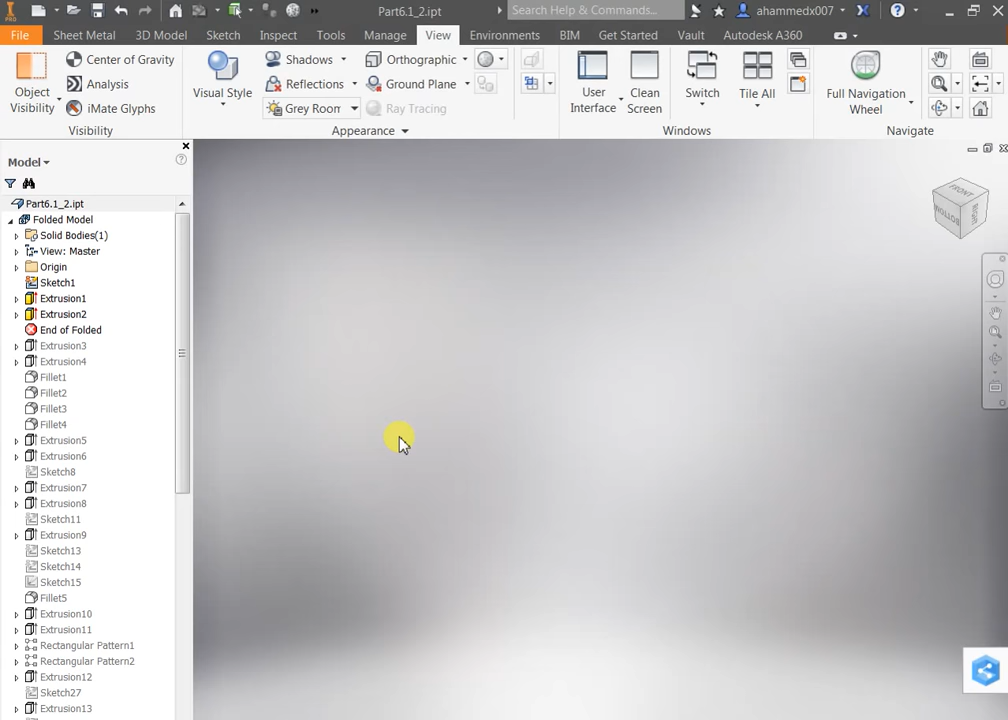 PRO
Part6.1_2.ipt
Search Help & Commands...
ahammedx007
File
Sheet Metal
3D Model
Sketch
Inspect
Tools
Manage
View
Environments
BIM
Get Started
Vault
Autodesk A360
Object
Visibility
Center of Gravity
Analysis
iMate Glyphs
Visibility
Visual Style
Shadows
Reflections
Grey Room
Orthographic
Ground Plane
Ray Tracing
Appearance
User
Interface
Clean
Screen
Switch
Tile All
Windows
Full Navigation
Wheel
Navigate
Model
Part6.1_2.ipt
Folded Model
Solid Bodies(1)
View: Master
Origin
Sketch1
Extrusion1
Extrusion2
End of Folded
Extrusion3
Extrusion4
Fillet1
Fillet2
Fillet3
Fillet4
Extrusion5
Extrusion6
Sketch8
Extrusion7
Extrusion8
Sketch11
Extrusion9
Sketch13
Sketch14
Sketch15
Fillet5
Extrusion10
Extrusion11
Rectangular Pattern1
Rectangular Pattern2
Extrusion12
Sketch27
Extrusion13
FRONT
BOTTOM
RIGHT